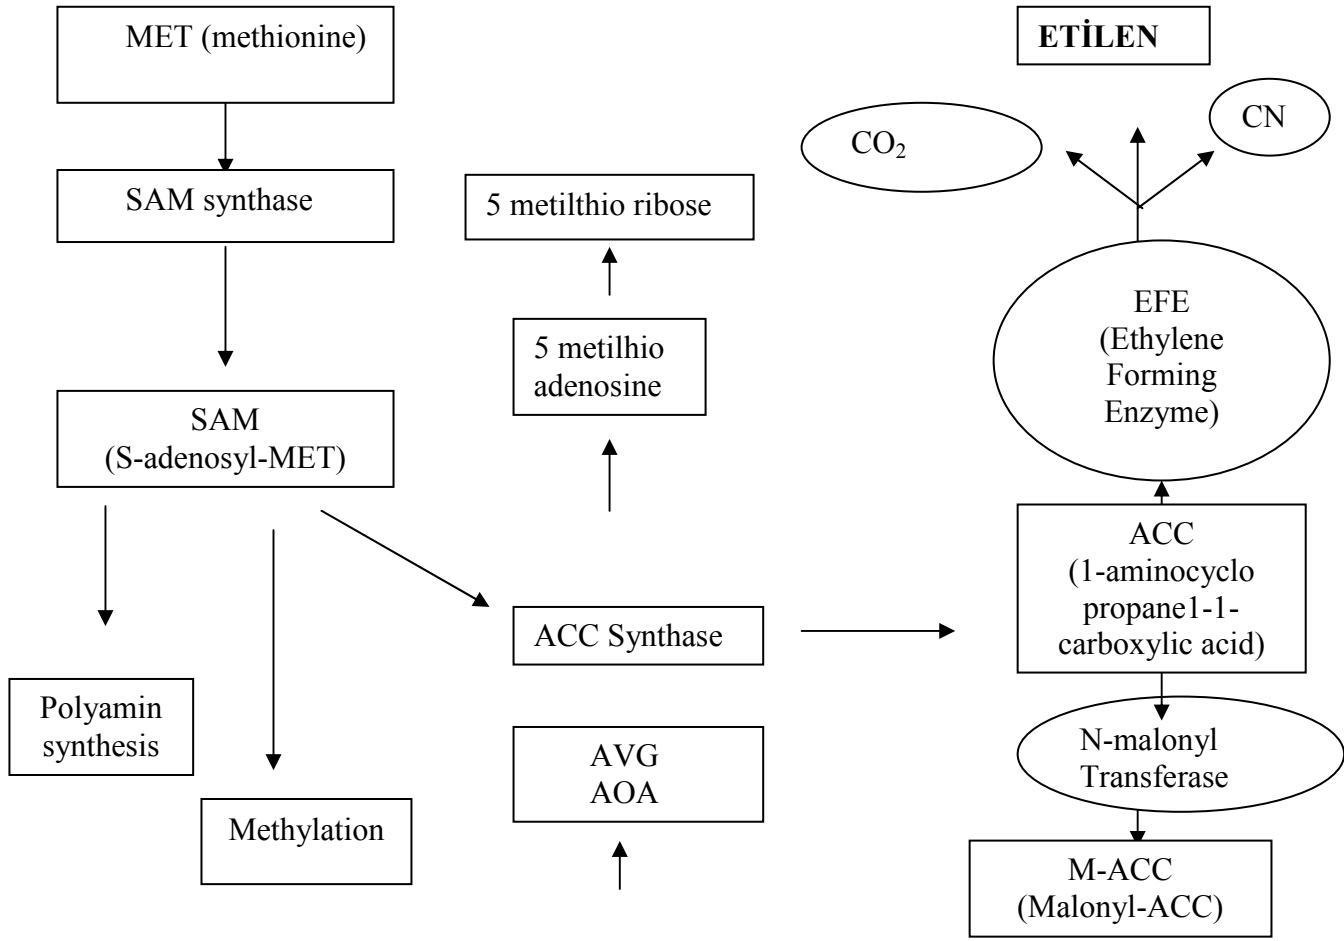 MET (methionine)
SAM synthase
SAM
(S-adenosyl-MET)
Polyamin
synthesis
Methylation
5 metilthio ribose
5 metilhio
adenosine
ACC Synthase
AVG
AOA
ETİLEN
CO₂
CN
EFE
(Ethylene
Forming
Enzyme)
ACC
(1-aminocyclo
propane1-1-
carboxylic acid)
N-malonyl
Transferase
M-ACC
(Malonyl-ACC)